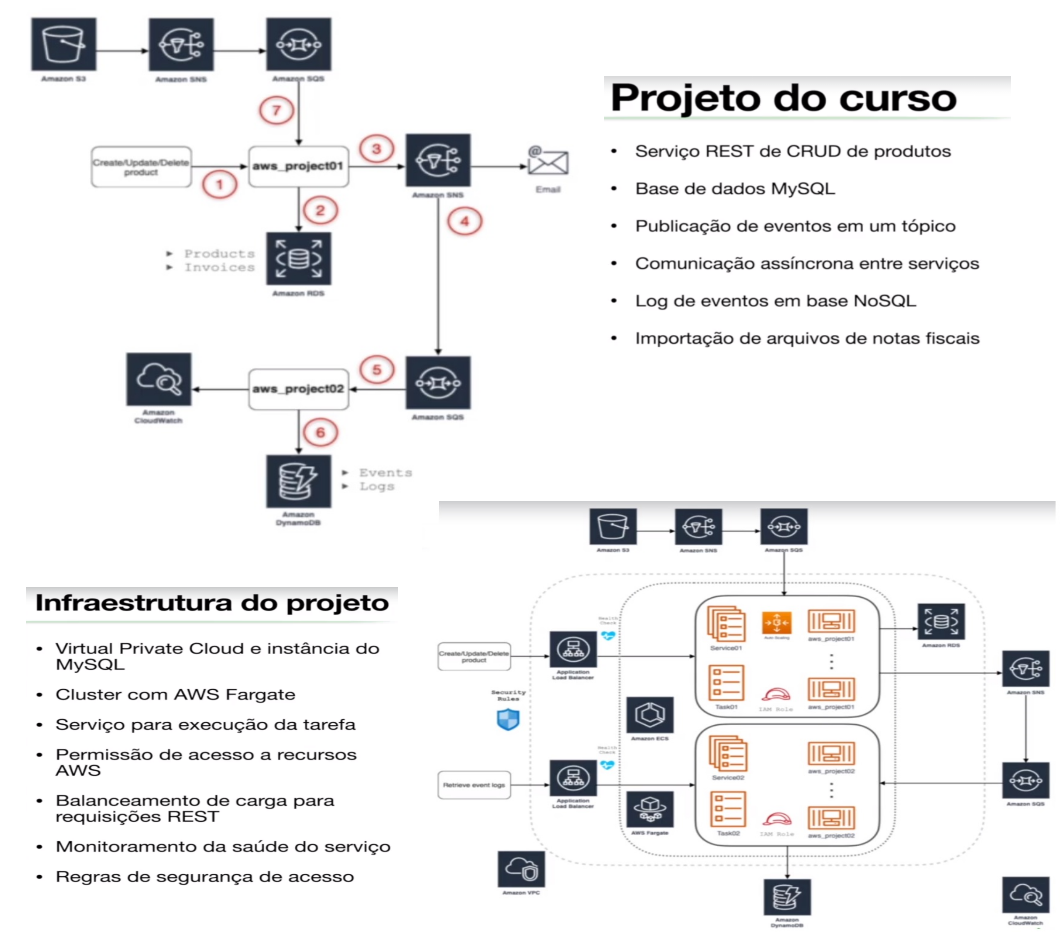 Amazon S3
Amazon SNS
Amazon SQS
7
Create/Update/Delete
product
1
aws_project01
3
Amazon SNS
Email
2
4
Products
Invoices
Amazon RDS
Amazon
CloudWatch
aws_project02
5
Amazon SQS
6
Events
Logs
Amazon
DynamoDB
Projeto do curso
• Serviço REST de CRUD de produtos
• Base de dados MySQL
• Publicação de eventos em um tópico
• Comunicação assíncrona entre serviços
• Log de eventos em base NoSQL
• Importação de arquivos de notas fiscais
Infraestrutura do projeto
• Virtual Private Cloud e instância do
MySQL
• Cluster com AWS Fargate
• Serviço para execução da tarefa
• Permissão de acesso a recursos
AWS
• Balanceamento de carga para
requisições REST
• Monitoramento da saúde do serviço
• Regras de segurança de acesso
Amazon S3
Amazon SNS
Amazon SQS
Create/Update/Delete
product
Application
Load Balancer
Health
Check
Service01
Auto Scaling
aws_project01
Amazon RDS
Security
Rules
Task01
IAM Role
aws_project01
Amazon SNS
Amazon ECS
Retrieve event logs
Application
Load Balancer
Health
Check
Service02
aws_project02
Amazon SQS
AWS Fargate
Task02
IAM Role
aws_project02
Amazon VPC
Amazon
DynamoDB
Amazon
CloudWatch